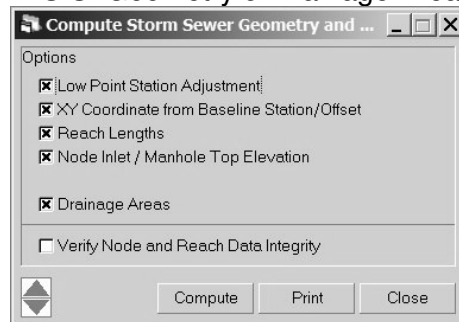 Compute Storm Sewer Geometry and ...
Options
Low Point Station Adjustment
XY Coordinate from Baseline Station/Offset
Reach Lengths
Node Inlet / Manhole Top Elevation
Drainage Areas
Verify Node and Reach Data Integrity
Compute Print Close